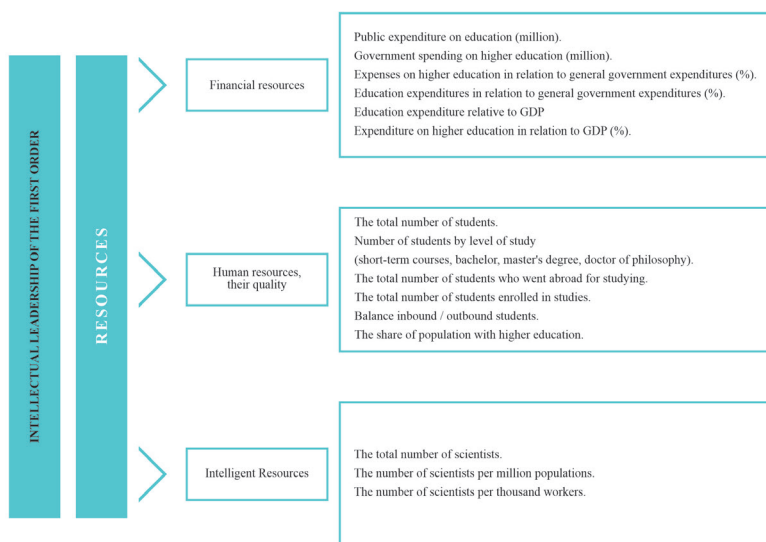 INTELLECTUAL LEADERSHIP OF THE FIRST ORDER
RESOURCES
Financial resources
Public expenditure on education (million).
Government spending on higher education (million).
Expenses on higher education in relation to general government expenditures (%).
Education expenditures in relation to general government expenditures (%).
Education expenditure relative to GDP
Expenditure on higher education in relation to GDP (%).
Human resources,
their quality
The total number of students.
Number of students by level of study
(short-term courses, bachelor, master's degree, doctor of philosophy).
The total number of students who went abroad for studying.
The total number of students enrolled in studies.
Balance inbound / outbound students.
The share of population with higher education.
Intelligent Resources
The total number of scientists.
The number of scientists per million populations.
The number of scientists per thousand workers.